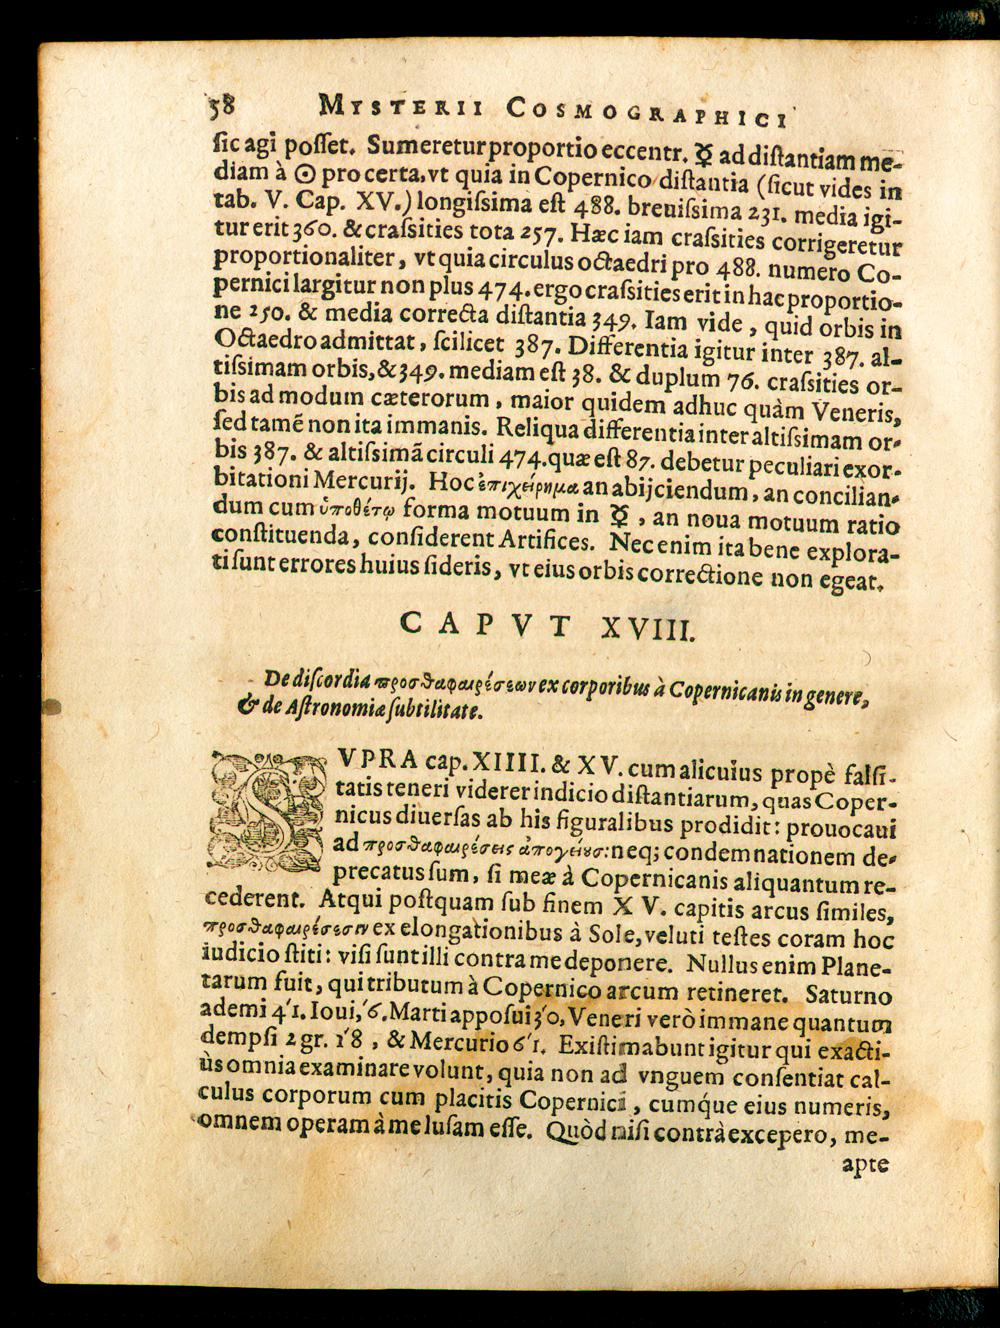 58 MYSTERII COSMOGRAPHICI
ſic agi poſſet. Sumeretur proportio eccentr. ☿ ad diſtantiam me-
diam à ☉ pro certa, vt quia in Copernico diſtantia (ſicut vides in
tab. V. Cap. XV.) longiſsima eſt 488. breuiſsima 231. media igi-
tur erit 360. & craſsities tota 257. Hæc iam craſsities corrigeretur
proportionaliter, vt quia circulus octaedri pro 488. numero Co-
pernici largitur non plus 474. ergo craſsities erit in hac proportio-
ne 250. & media correcta diſtantia 349. Iam vide, quid orbis in
Octaedro admittat, ſcilicet 387. Differentia igitur inter 387. al-
tiſsimam orbis, & 349. mediam eſt 38. & duplum 76. craſsities or-
bis ad modum cæterorum, maior quidem adhuc quàm Veneris,
ſed tamẽ non ita immanis. Reliqua differentia inter altiſsimam or-
bis 387. & altiſsimã circuli 474. quæ eſt 87. debetur peculiari exor-
bitationi Mercurij. Hoc ἐπιχείρημα an abijciendum, an concilian-
dum cum ὑποθέτῳ forma motuum in ☿, an noua motuum ratio
conſtituenda, conſiderent Artifices. Nec enim ita bene explora-
ti ſunt errores huius ſideris, vt eius orbis correctione non egeat.
CAPVT XVIII.
De diſcordia προσθαφαιρέσεων ex corporibus à Copernicanis in genere,
& de Aſtronomiæ ſubtilitate.
SVPRA cap. XIIII. & XV. cum alicuius propè falſi-
tatis teneri viderer indicio diſtantiarum, quas Coper-
nicus diuerſas ab his figuralibus prodidit: prouocaui
ad προσθαφαιρέσεις ἀπογείους: neq; condemnationem de-
precatus ſum, ſi meæ à Copernicanis aliquantum re-
cederent. Atqui poſtquam ſub finem XV. capitis arcus ſimiles,
προσθαφαιρέσεσιν ex elongationibus à Sole, veluti teſtes coram hoc
iudicio ſtiti: viſi ſunt illi contra me deponere. Nullus enim Plane-
tarum fuit, qui tributum à Copernico arcum retineret. Saturno
ademi 4'1. Ioui, '6. Marti appoſui 3'0, Veneri verò immane quantum
dempſi 2 gr. 1'8, & Mercurio 6'1. Exiſtimabunt igitur qui exacti-
ùs omnia examinare volunt, quia non ad vnguem conſentiat cal-
culus corporum cum placitis Copernici, cumq́ue eius numeris,
omnem operam à me luſam eſſe. Quòd niſi contrà excepero, me-
apte